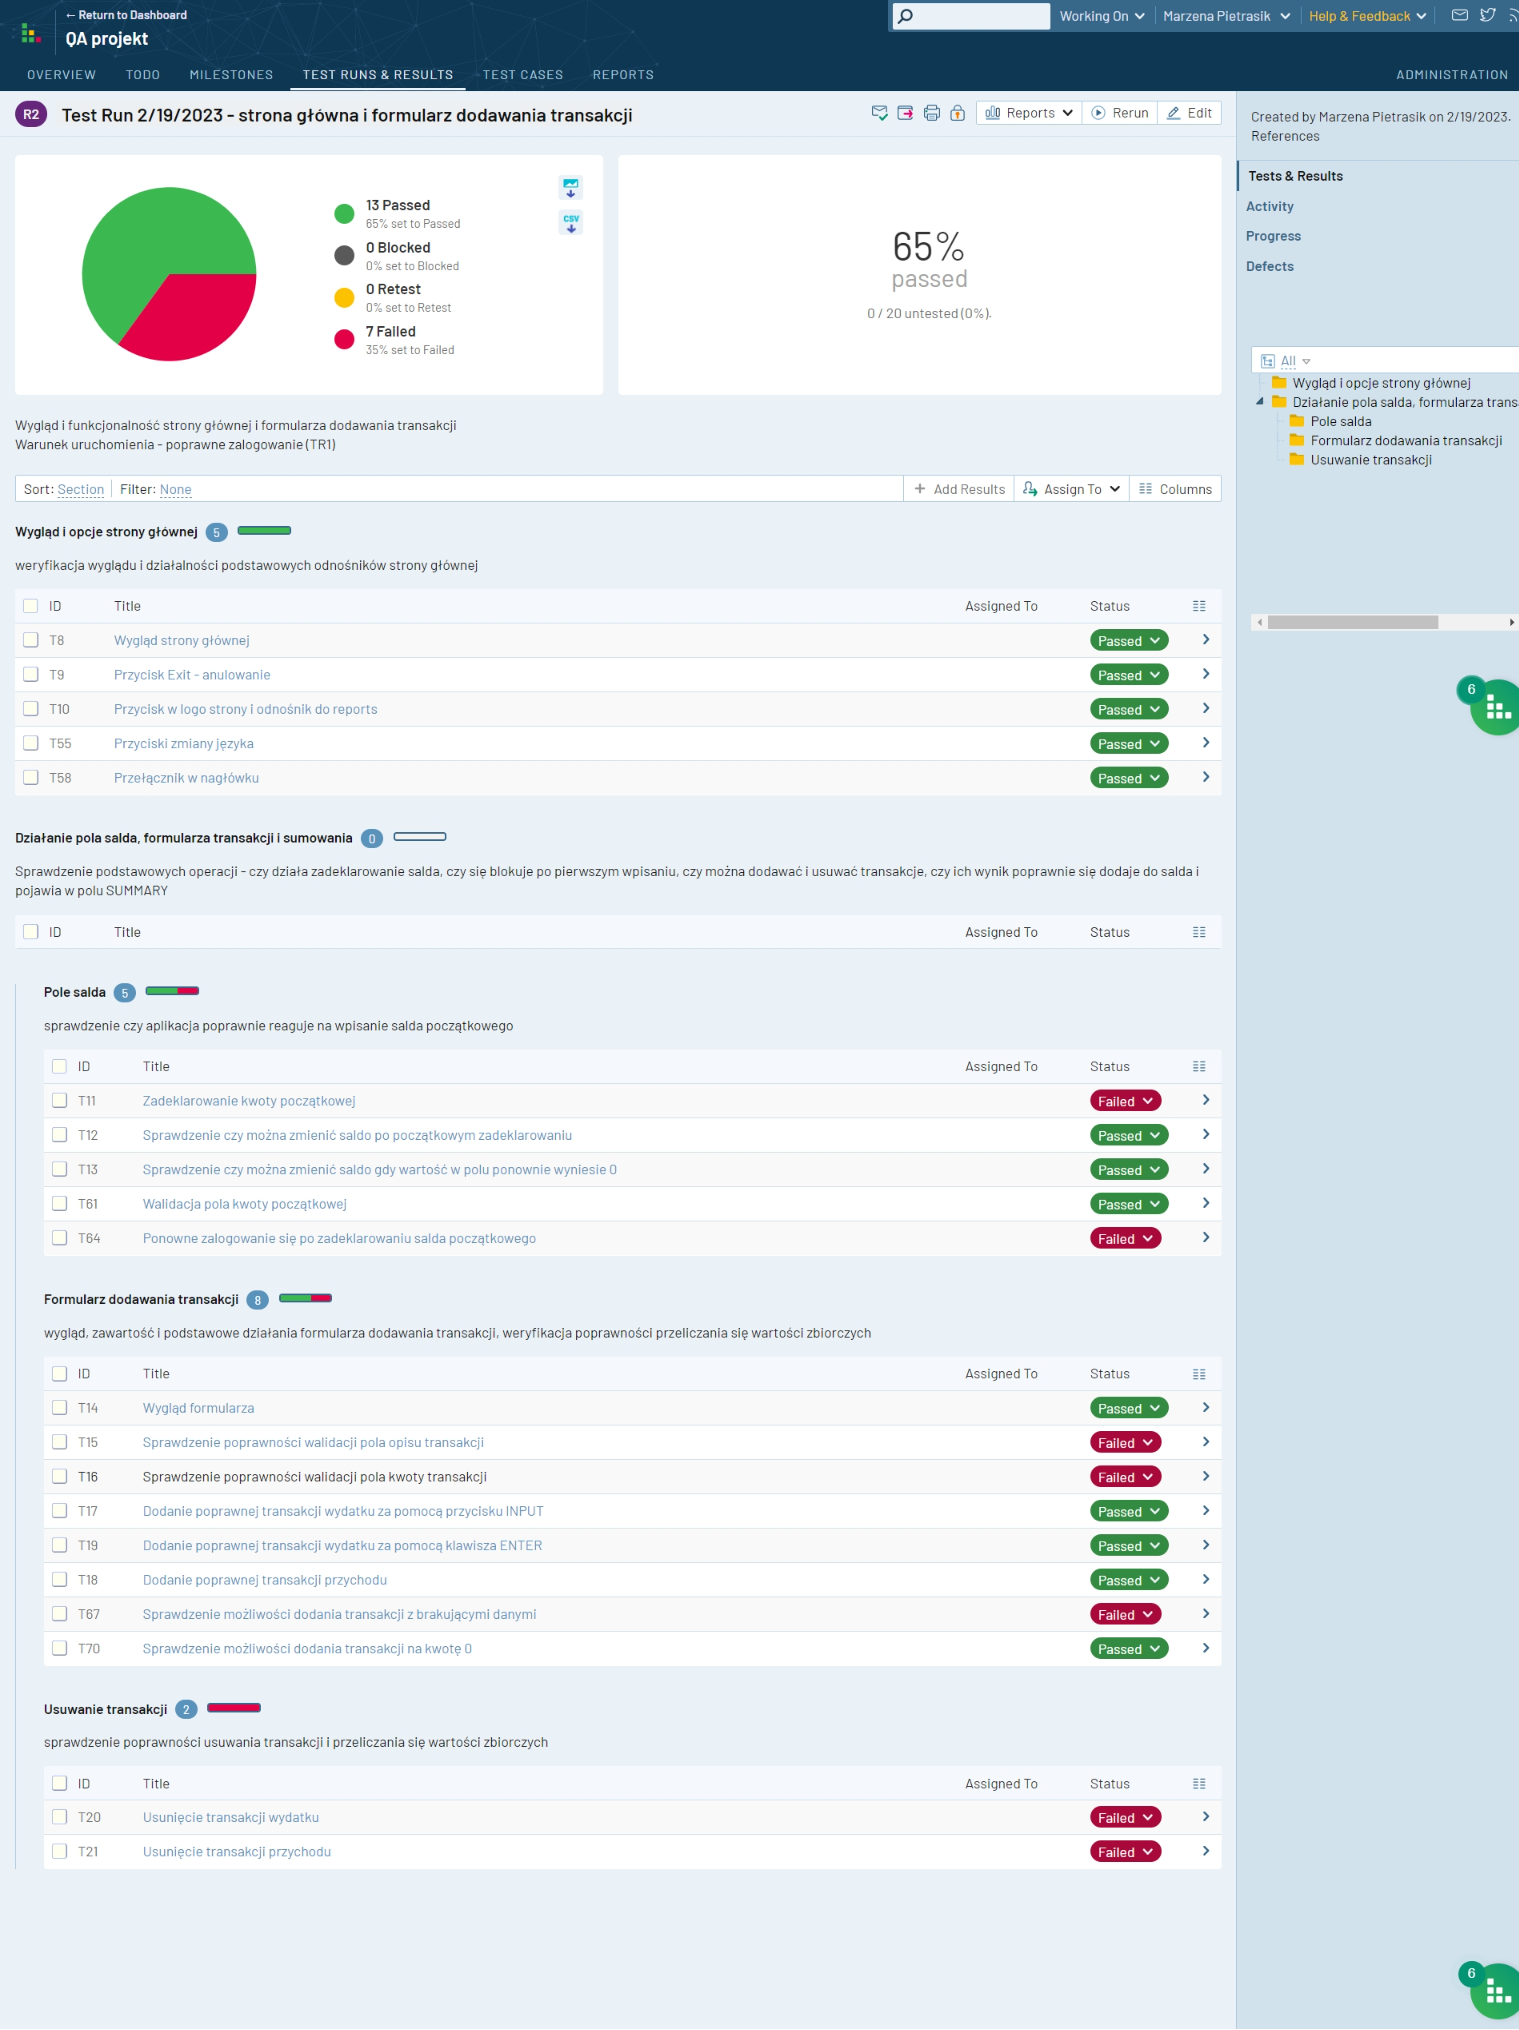 ← Return to Dashboard
QA projekt
Working On
Marzena Pietrasik
Help & Feedback
OVERVIEW
TODO
MILESTONES
TEST RUNS & RESULTS
TEST CASES
REPORTS
ADMINISTRATION
R2
Test Run 2/19/2023 - strona główna i formularz dodawania transakcji
Reports
Rerun
Edit
13 Passed
65% set to Passed
0 Blocked
0% set to Blocked
0 Retest
0% set to Retest
7 Failed
35% set to Failed
CSV
65%
passed
0 / 20 untested (0%).
Wygląd i funkcjonalność strony głównej i formularza dodawania transakcji
Warunek uruchomienia - poprawne zalogowanie (TR1)
Sort: Section
Filter: None
Add Results
Assign To
Columns
Wygląd i opcje strony głównej 5
weryfikacja wyglądu i działalności podstawowych odnośników strony głównej
ID Title Assigned To Status
T8 Wygląd strony głównej Passed
T9 Przycisk Exit - anulowanie Passed
T10 Przycisk w logo strony i odnośnik do reports Passed
T55 Przyciski zmiany języka Passed
T58 Przełącznik w nagłówku Passed
Działanie pola salda, formularza transakcji i sumowania 0
Sprawdzenie podstawowych operacji - czy działa zadeklarowanie salda, czy się blokuje po pierwszym wpisaniu, czy można dodawać i usuwać transakcje, czy ich wynik poprawnie się dodaje do salda i
pojawia w polu SUMMARY
ID Title Assigned To Status
Pole salda 5
sprawdzenie czy aplikacja poprawnie reaguje na wpisanie salda początkowego
ID Title Assigned To Status
T11 Zadeklarowanie kwoty początkowej Failed
T12 Sprawdzenie czy można zmienić saldo po początkowym zadeklarowaniu Passed
T13 Sprawdzenie czy można zmienić saldo gdy wartość w polu ponownie wyniesie 0 Passed
T61 Walidacja pola kwoty początkowej Passed
T64 Ponowne zalogowanie się po zadeklarowaniu salda początkowego Failed
Formularz dodawania transakcji 8
wygląd, zawartość i podstawowe działania formularza dodawania transakcji, weryfikacja poprawności przeliczania się wartości zbiorczych
ID Title Assigned To Status
T14 Wygląd formularza Passed
T15 Sprawdzenie poprawności walidacji pola opisu transakcji Failed
T16 Sprawdzenie poprawności walidacji pola kwoty transakcji Failed
T17 Dodanie poprawnej transakcji wydatku za pomocą przycisku INPUT Passed
T19 Dodanie poprawnej transakcji wydatku za pomocą klawisza ENTER Passed
T18 Dodanie poprawnej transakcji przychodu Passed
T67 Sprawdzenie możliwości dodania transakcji z brakującymi danymi Failed
T70 Sprawdzenie możliwości dodania transakcji na kwotę 0 Passed
Usuwanie transakcji 2
sprawdzenie poprawności usuwania transakcji i przeliczania się wartości zbiorczych
ID Title Assigned To Status
T20 Usunięcie transakcji wydatku Failed
T21 Usunięcie transakcji przychodu Failed
Created by Marzena Pietrasik on 2/19/2023.
References
Tests & Results
Activity
Progress
Defects
All
Wygląd i opcje strony głównej
Działanie pola salda, formularza trans
Pole salda
Formularz dodawania transakcji
Usuwanie transakcji
6
6